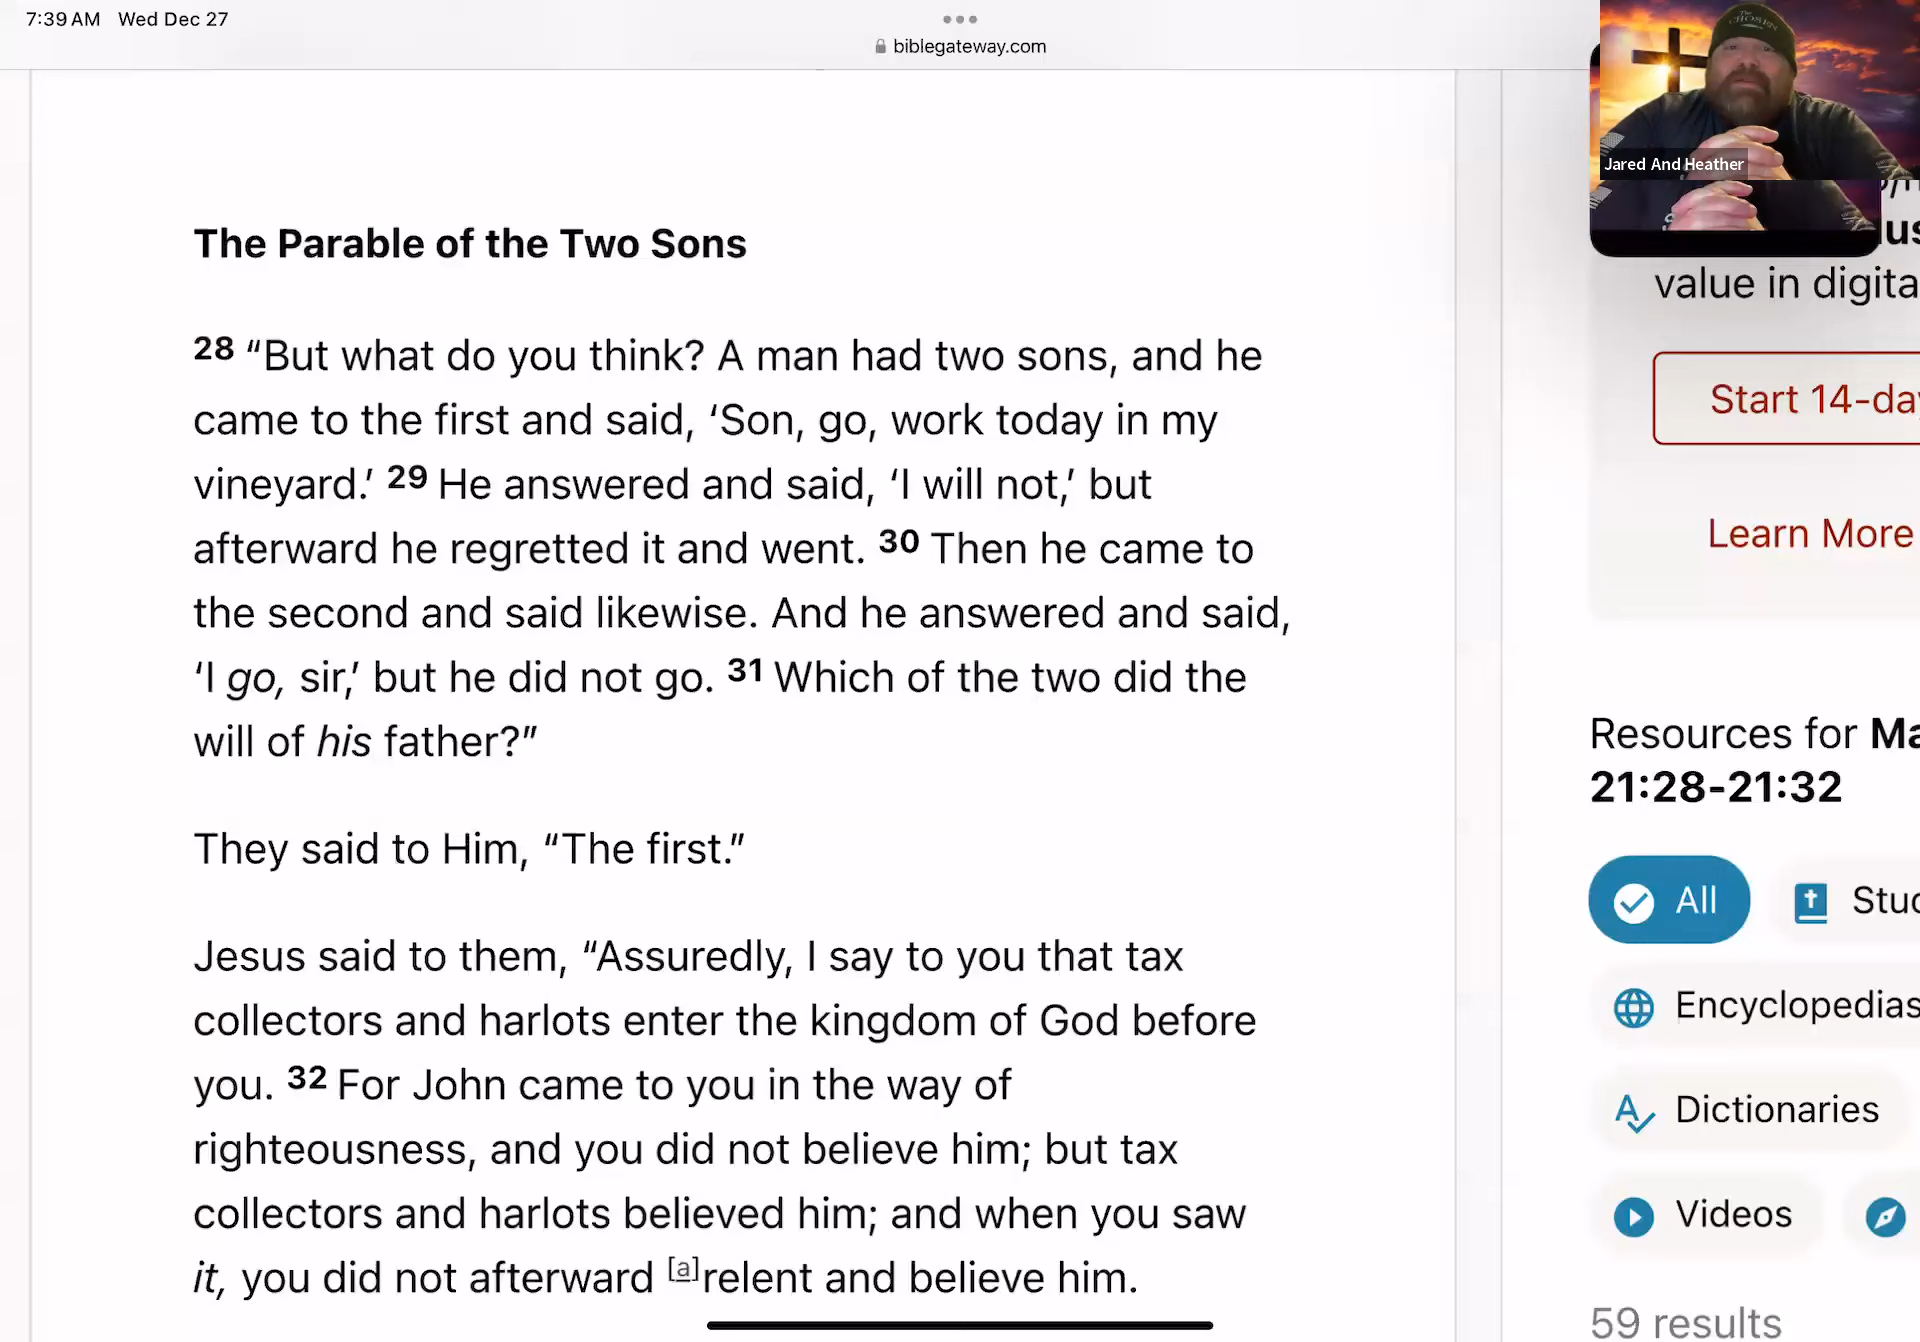 7:39 AM Wed Dec 27
biblegateway.com
The
CHOSEN
Jared And Heather
The Parable of the Two Sons
28 “But what do you think? A man had two sons, and he
came to the first and said, ‘Son, go, work today in my
vineyard.’ 29 He answered and said, ‘I will not,’ but
afterward he regretted it and went. 30 Then he came to
the second and said likewise. And he answered and said,
‘I go, sir,’ but he did not go. 31 Which of the two did the
will of his father?”
They said to Him, “The first.”
Jesus said to them, “Assuredly, I say to you that tax
collectors and harlots enter the kingdom of God before
you. 32 For John came to you in the way of
righteousness, and you did not believe him; but tax
collectors and harlots believed him; and when you saw
it, you did not afterward [a]relent and believe him.
value in digita
Start 14-day
Learn More
Resources for Ma
21:28-21:32
All
Stud
Encyclopedias
Dictionaries
Videos
59 results